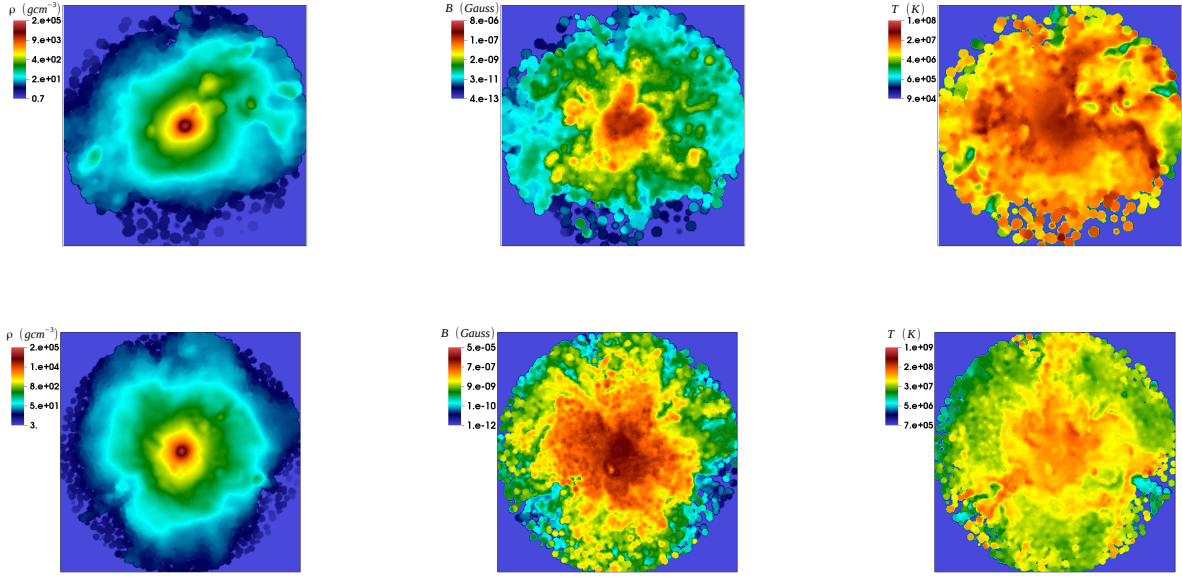 ρ (gcm⁻³)
2.e+05
9.e+03
4.e+02
2.e+01
0.7
B (Gauss)
8.e-06
1.e-07
2.e-09
3.e-11
4.e-13
T (K)
1.e+08
2.e+07
4.e+06
6.e+05
9.e+04
ρ (gcm⁻³)
2.e+05
1.e+04
8.e+02
5.e+01
3.
B (Gauss)
5.e-05
7.e-07
9.e-09
1.e-10
1.e-12
T (K)
1.e+09
2.e+08
3.e+07
5.e+06
7.e+05